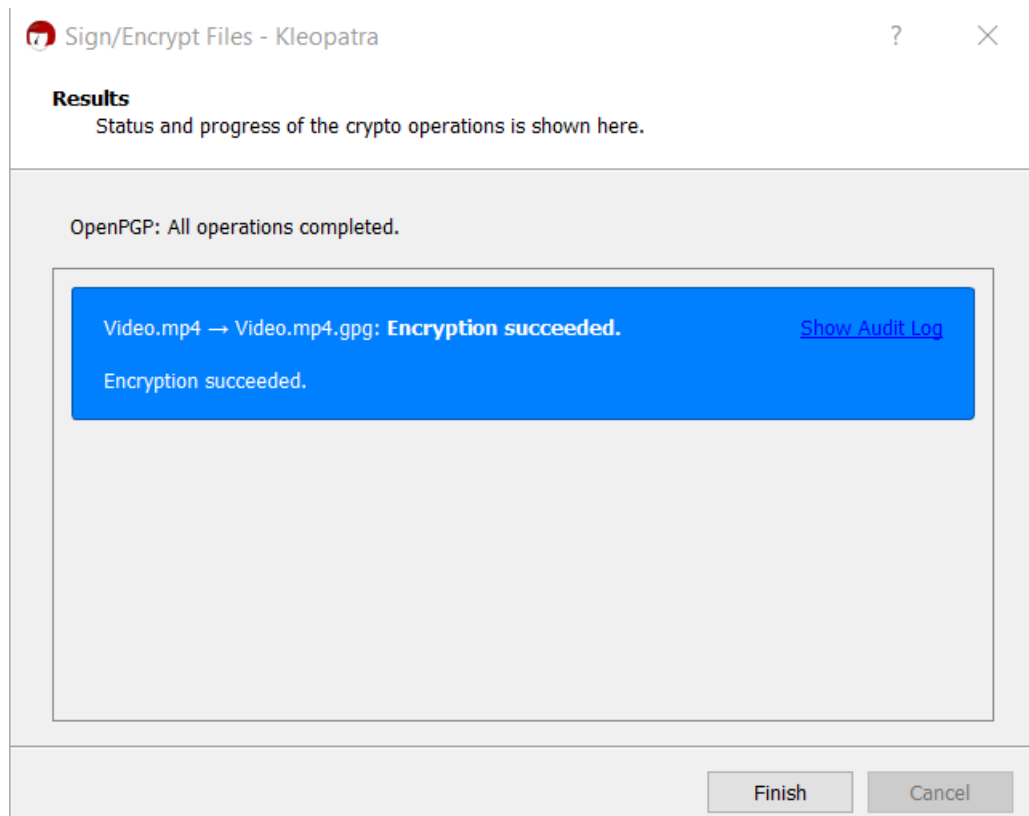 Sign/Encrypt Files - Kleopatra ?
Results
Status and progress of the crypto operations is shown here.
OpenPGP: All operations completed.
Video.mp4 → Video.mp4.gpg: Encryption succeeded. Show Audit Log
Encryption succeeded.
Finish Cancel